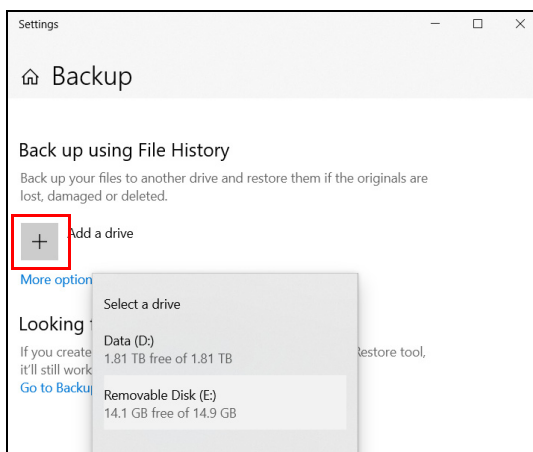 Settings
Backup
Back up using File History
Back up your files to another drive and restore them if the originals are
lost, damaged or deleted.
Add a drive
More option
Select a drive
Looking
Data (D:)
If you create
1.81 TB free of 1.81 TB
Restore tool,
it'll still work
Go to Backu
Removable Disk (E:)
14.1 GB free of 14.9 GB